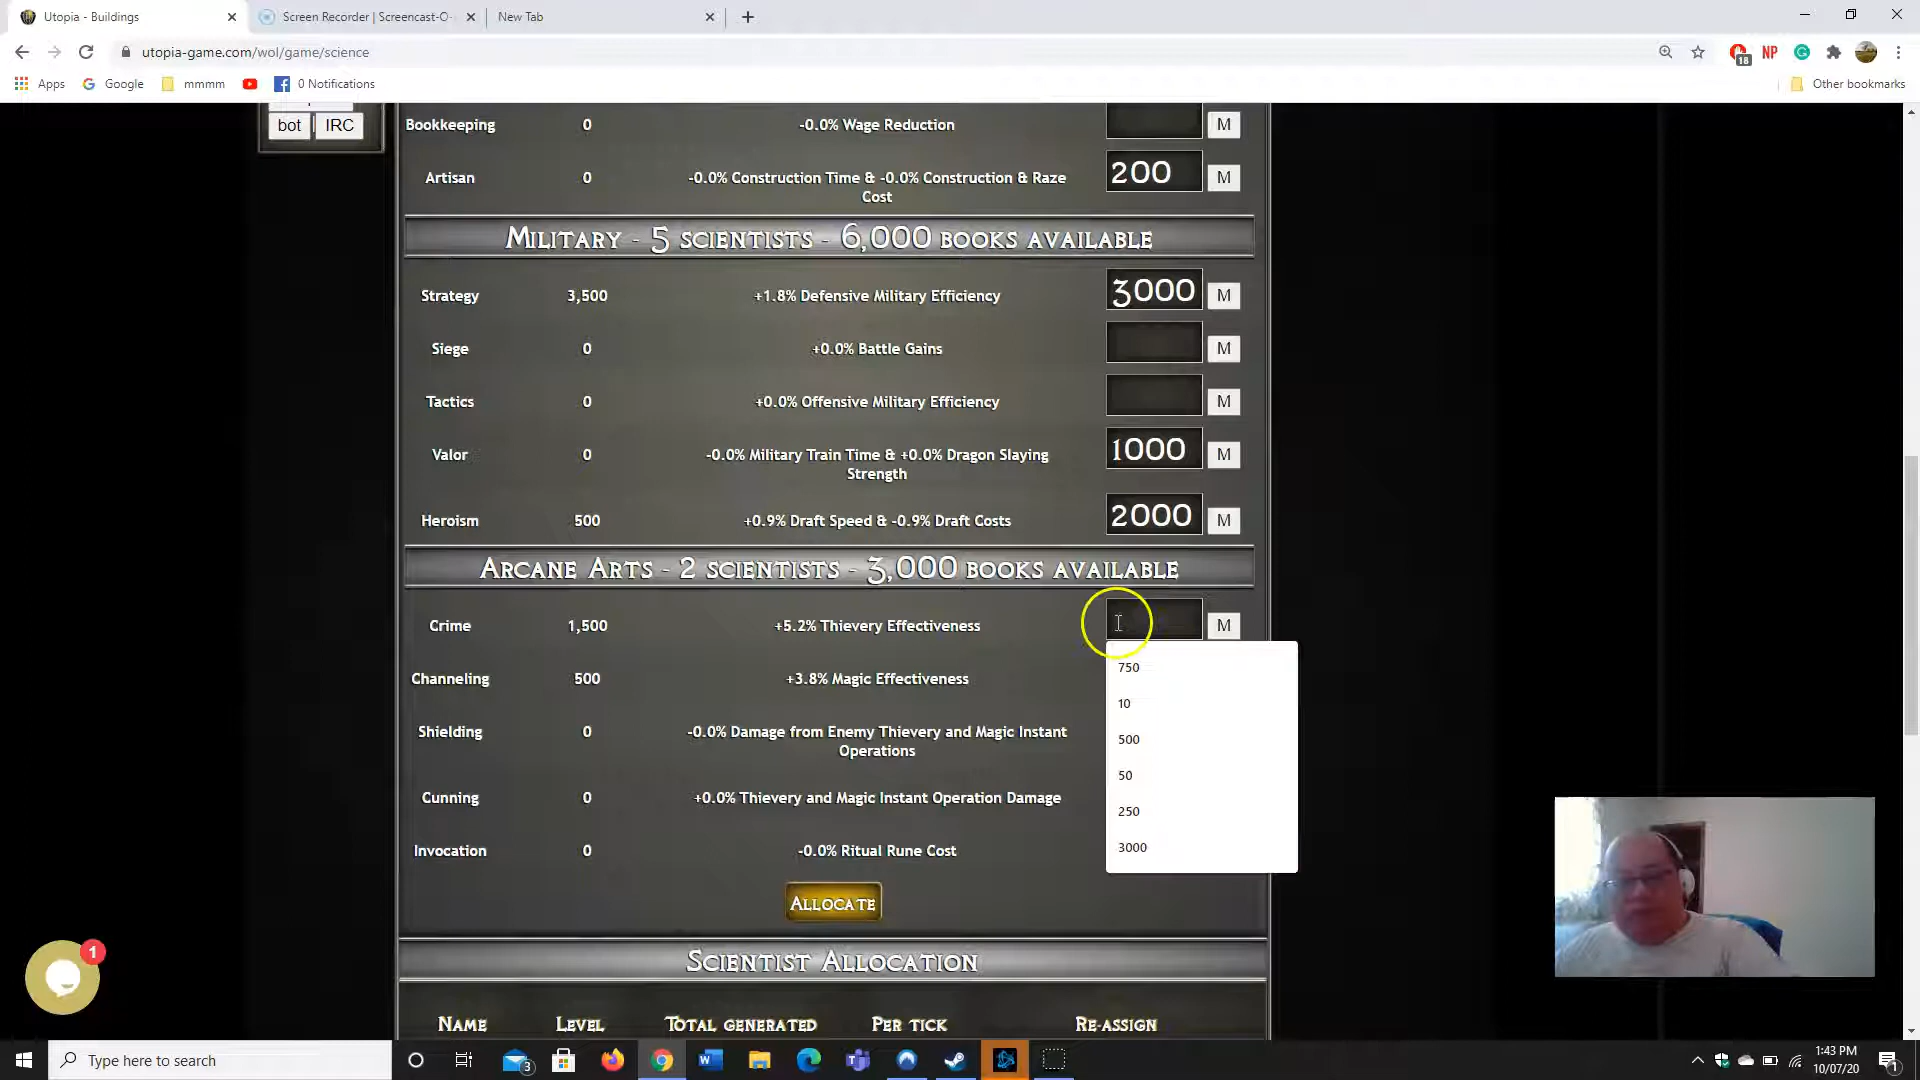 Utopia - Buildings
Screen Recorder | Screencast-O-
New Tab
utopia-game.com/wol/game/science
18
NP
Apps
Google
mmmm
0 Notifications
Other bookmarks
bot
IRC
Bookkeeping 0 -0.0% Wage Reduction M
Artisan 0 -0.0% Construction Time & -0.0% Construction & Raze Cost 200 M
Military - 5 scientists - 6,000 books available
Strategy 3,500 +1.8% Defensive Military Efficiency 3000 M
Siege 0 +0.0% Battle Gains M
Tactics 0 +0.0% Offensive Military Efficiency M
Valor 0 -0.0% Military Train Time & +0.0% Dragon Slaying Strength 1000 M
Heroism 500 +0.9% Draft Speed & -0.9% Draft Costs 2000 M
Arcane Arts - 2 scientists - 3,000 books available
Crime 1,500 +5.2% Thievery Effectiveness M
750
Channeling 500 +3.8% Magic Effectiveness
10
Shielding 0 -0.0% Damage from Enemy Thievery and Magic Instant Operations
500
50
Cunning 0 +0.0% Thievery and Magic Instant Operation Damage
250
Invocation 0 -0.0% Ritual Rune Cost
3000
Allocate
1
Scientist Allocation
Name Level Total generated Per tick Re-assign
Type here to search
3
1:43 PM
10/07/20
1